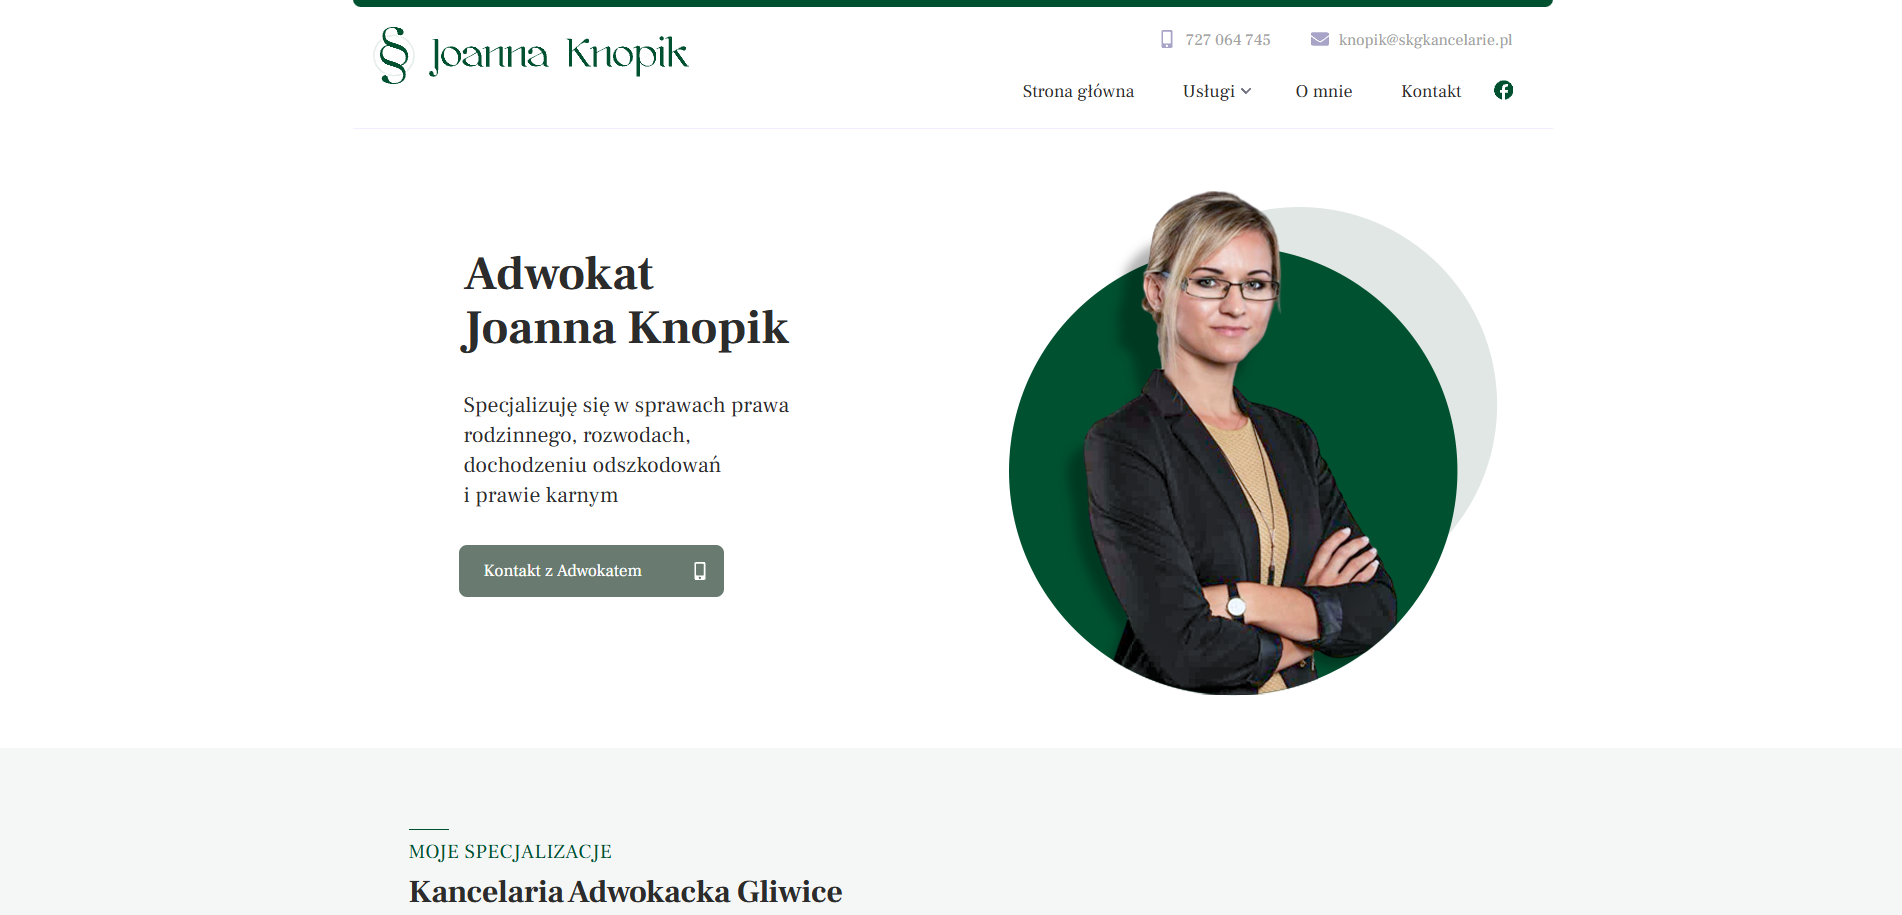 § Joanna Knopik
727 064 745
knopik@skgkancelarie.pl
Strona główna
Usługi
O mnie
Kontakt
Adwokat
Joanna Knopik
Specjalizuję się w sprawach prawa
rodzinnego, rozwodach,
dochodzeniu odszkodowań
i prawie karnym
Kontakt z Adwokatem
MOJE SPECJALIZACJE
Kancelaria Adwokacka Gliwice